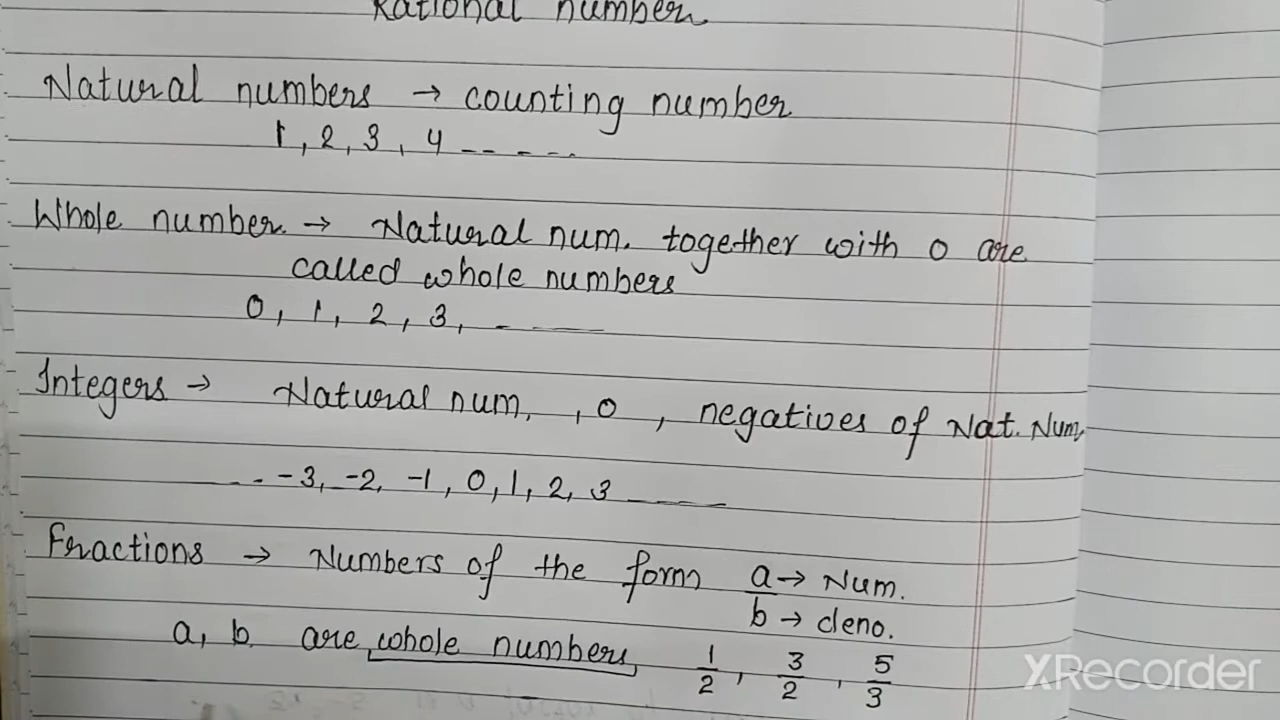 Rational number
Natural numbers → counting number
1, 2, 3, 4 -----
Whole number → Natural num. together with 0 are
called whole numbers
0, 1, 2, 3, ----
Integers → Natural num, , 0, negatives of Nat. Num,
-- -3, -2, -1, 0, 1, 2, 3 ----
Fractions → Numbers of the form a → Num.
b → deno.
a, b are whole numbers, 1/2, 3/2, 5/3
XRecorder